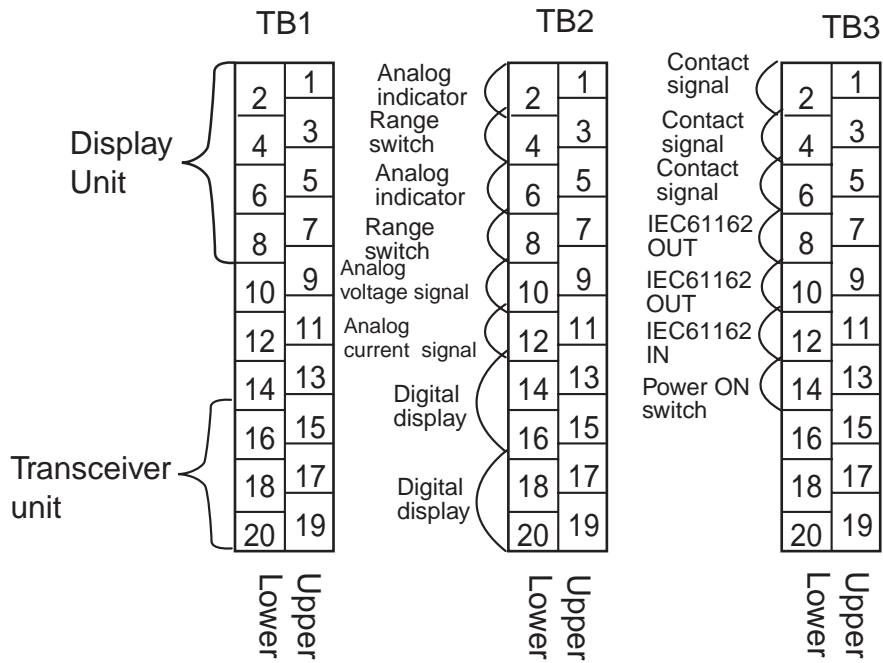 TB1
2
1
4
3
6
5
8
7
10
9
12
11
14
13
16
15
18
17
20
19
Display
Unit
Transceiver
unit
Lower
Upper
TB2
Analog
indicator
Range
switch
Analog
indicator
Range
switch
Analog
voltage signal
Analog
current signal
Digital
display
Digital
display
2
1
4
3
6
5
8
7
10
9
12
11
14
13
16
15
18
17
20
19
Lower
Upper
TB3
Contact
signal
Contact
signal
Contact
signal
IEC61162
OUT
IEC61162
OUT
IEC61162
IN
Power ON
switch
2
1
4
3
6
5
8
7
10
9
12
11
14
13
16
15
18
17
20
19
Lower
Upper